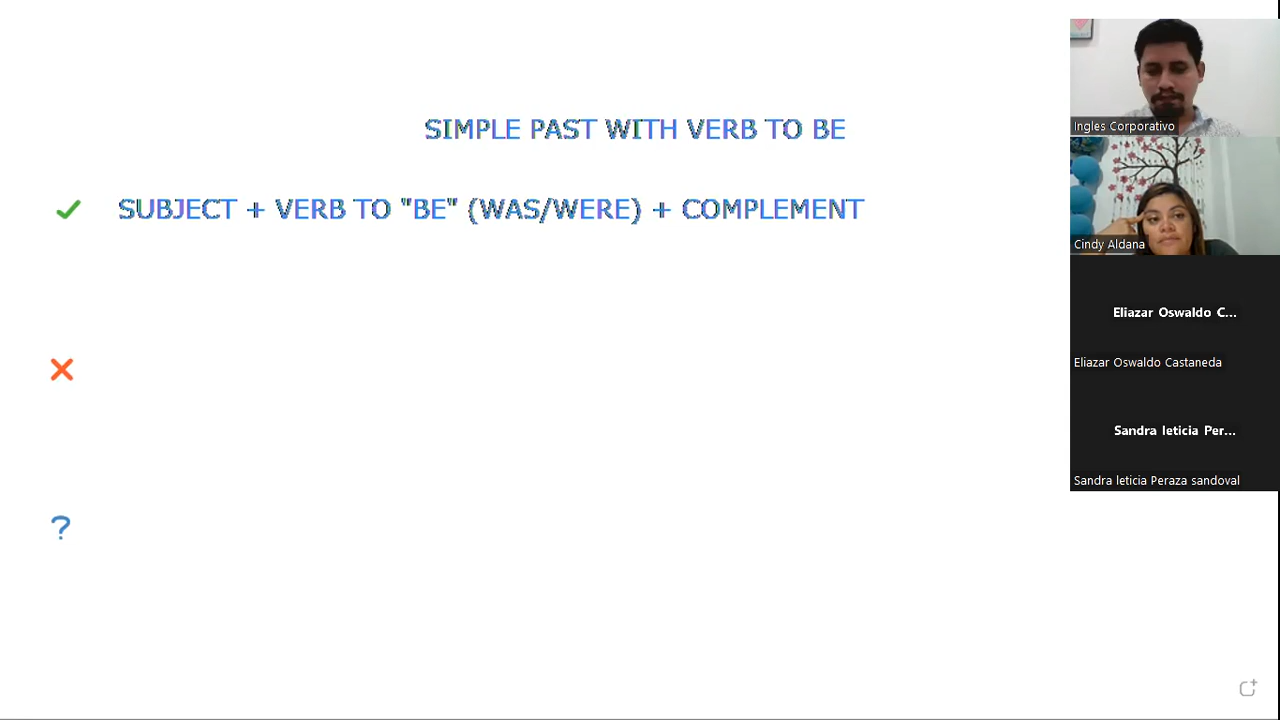 SIMPLE PAST WITH VERB TO BE
SUBJECT + VERB TO "BE" (WAS/WERE) + COMPLEMENT
?
Ingles Corporativo
Cindy Aldana
Eliazar Oswaldo C...
Eliazar Oswaldo Castaneda
Sandra leticia Per...
Sandra leticia Peraza sandoval